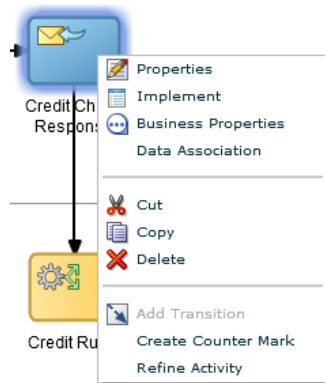 Properties
Implement
Credit Ch
Respons
Business Properties
Data Association
Cut
Copy
Delete
Add Transition
Credit Ru
Create Counter Mark
Refine Activity